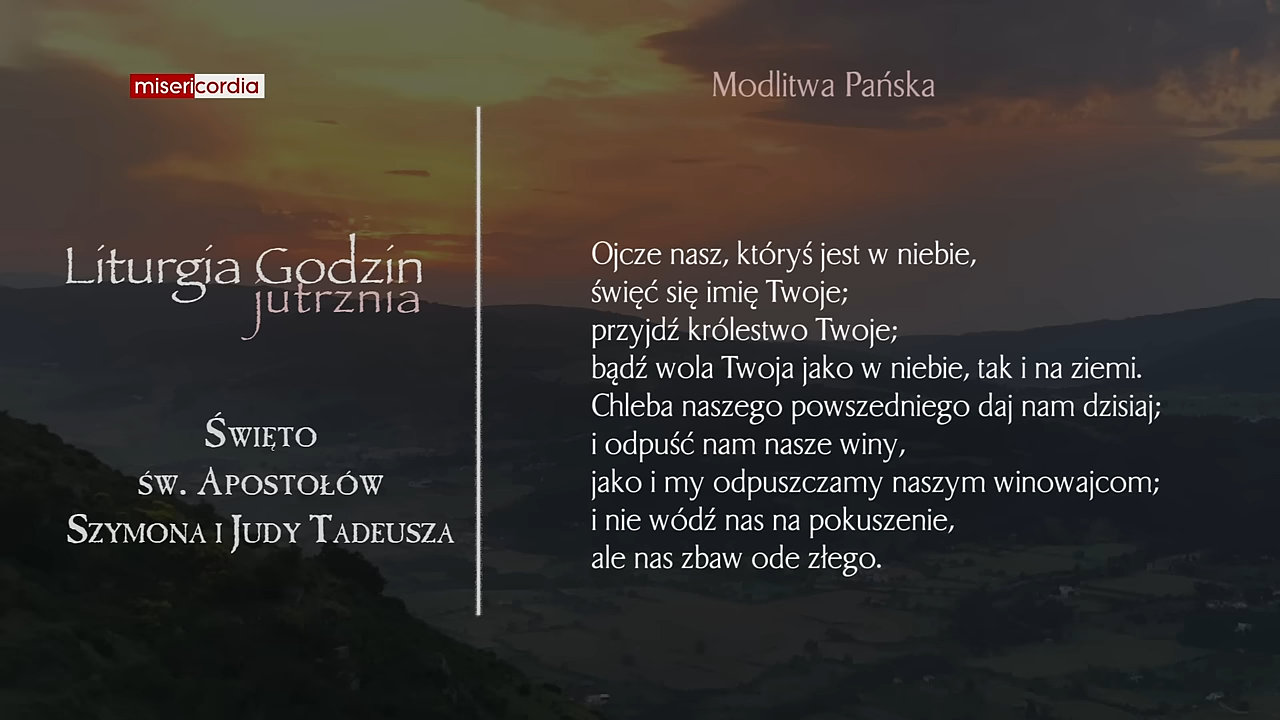 misericordia
Liturgia Godzin
jutrznia
Święto
św. Apostołów
Szymona i Judy Tadeusza
Modlitwa Pańska
Ojcze nasz, któryś jest w niebie,
święć się imię Twoje;
przyjdź królestwo Twoje;
bądź wola Twoja jako w niebie, tak i na ziemi.
Chleba naszego powszedniego daj nam dzisiaj;
i odpuść nam nasze winy,
jako i my odpuszczamy naszym winowajcom;
i nie wódź nas na pokuszenie,
ale nas zbaw ode złego.